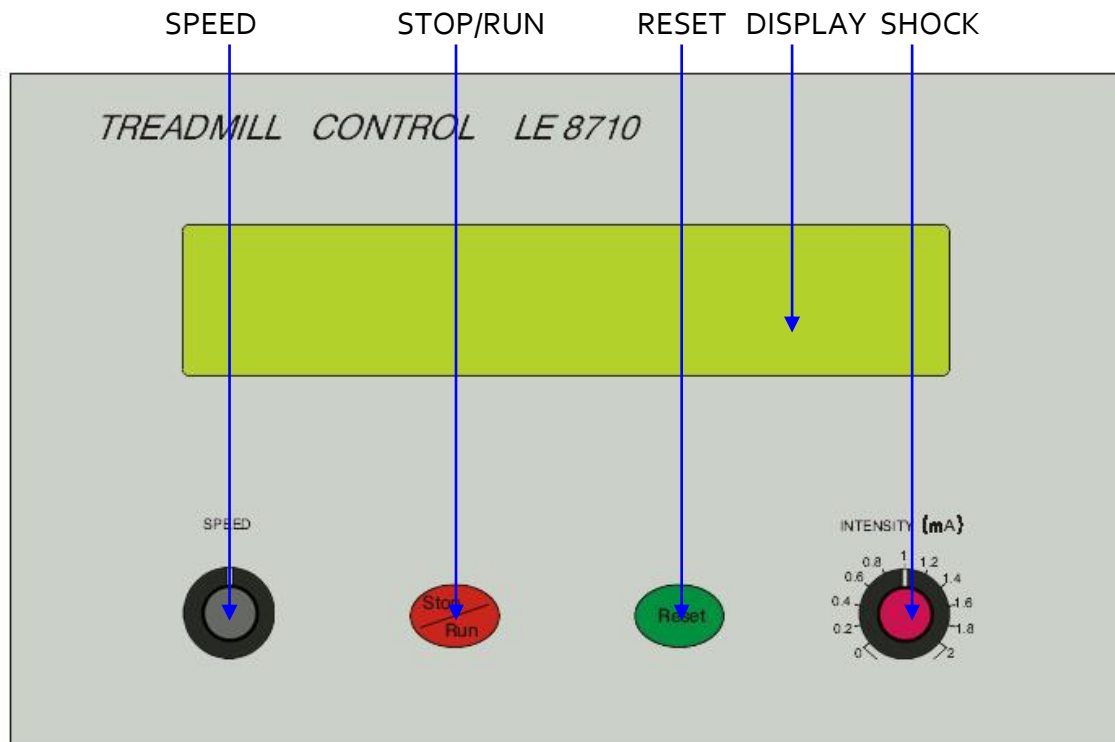 SPEED STOP/RUN RESET DISPLAY SHOCK
TREADMILL CONTROL LE 8710
SPEED
INTENSITY (mA)
Stop
Run
Reset
0 0.2 0.4 0.6 0.8 1 1.2 1.4 1.6 1.8 2